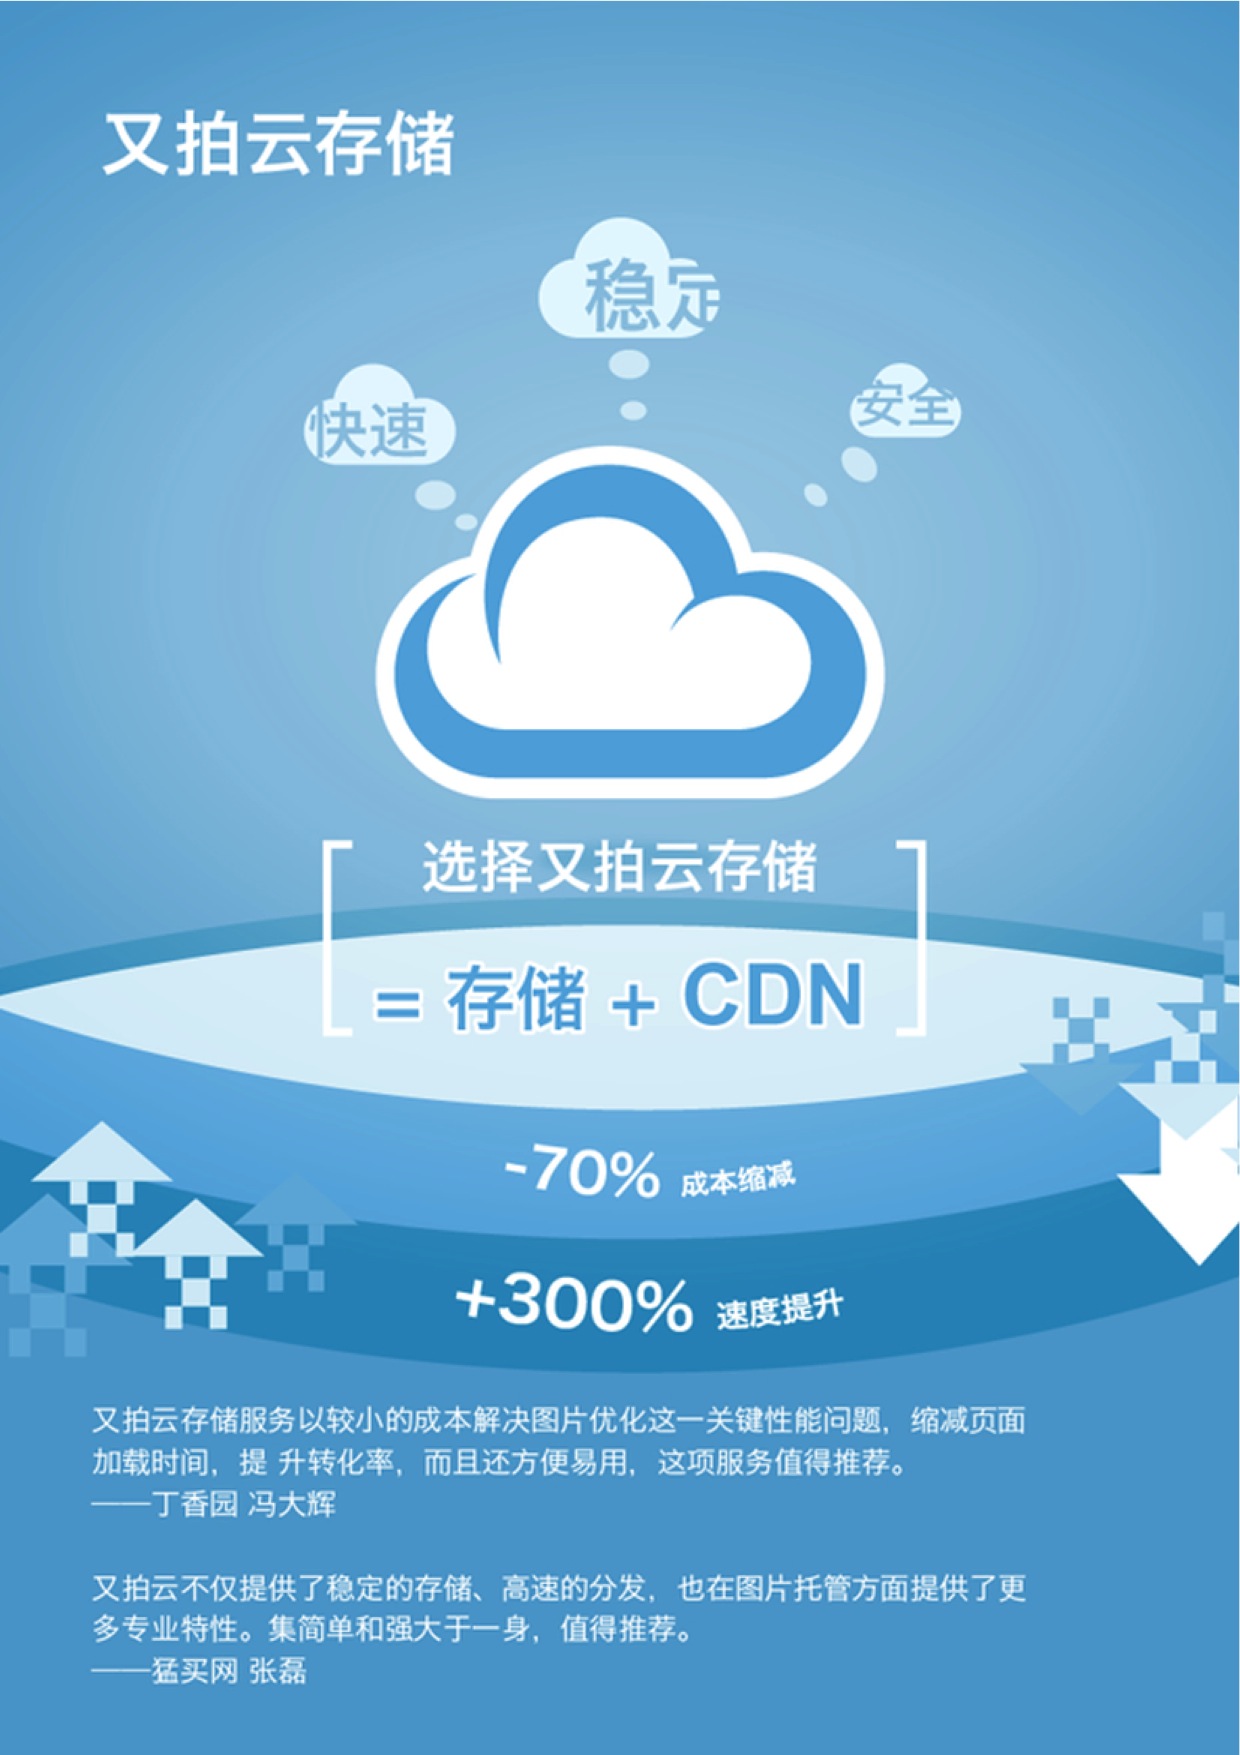 又拍云存储
稳定
快速
安全
选择又拍云存储
= 存储 + CDN
-70% 成本缩减
+300% 速度提升
又拍云存储服务以较小的成本解决图片优化这一关键性能问题，缩减页面
加载时间，提 升转化率，而且还方便易用，这项服务值得推荐。
——丁香园 冯大辉
又拍云不仅提供了稳定的存储、高速的分发，也在图片托管方面提供了更
多专业特性。集简单和强大于一身，值得推荐。
——猛买网 张磊